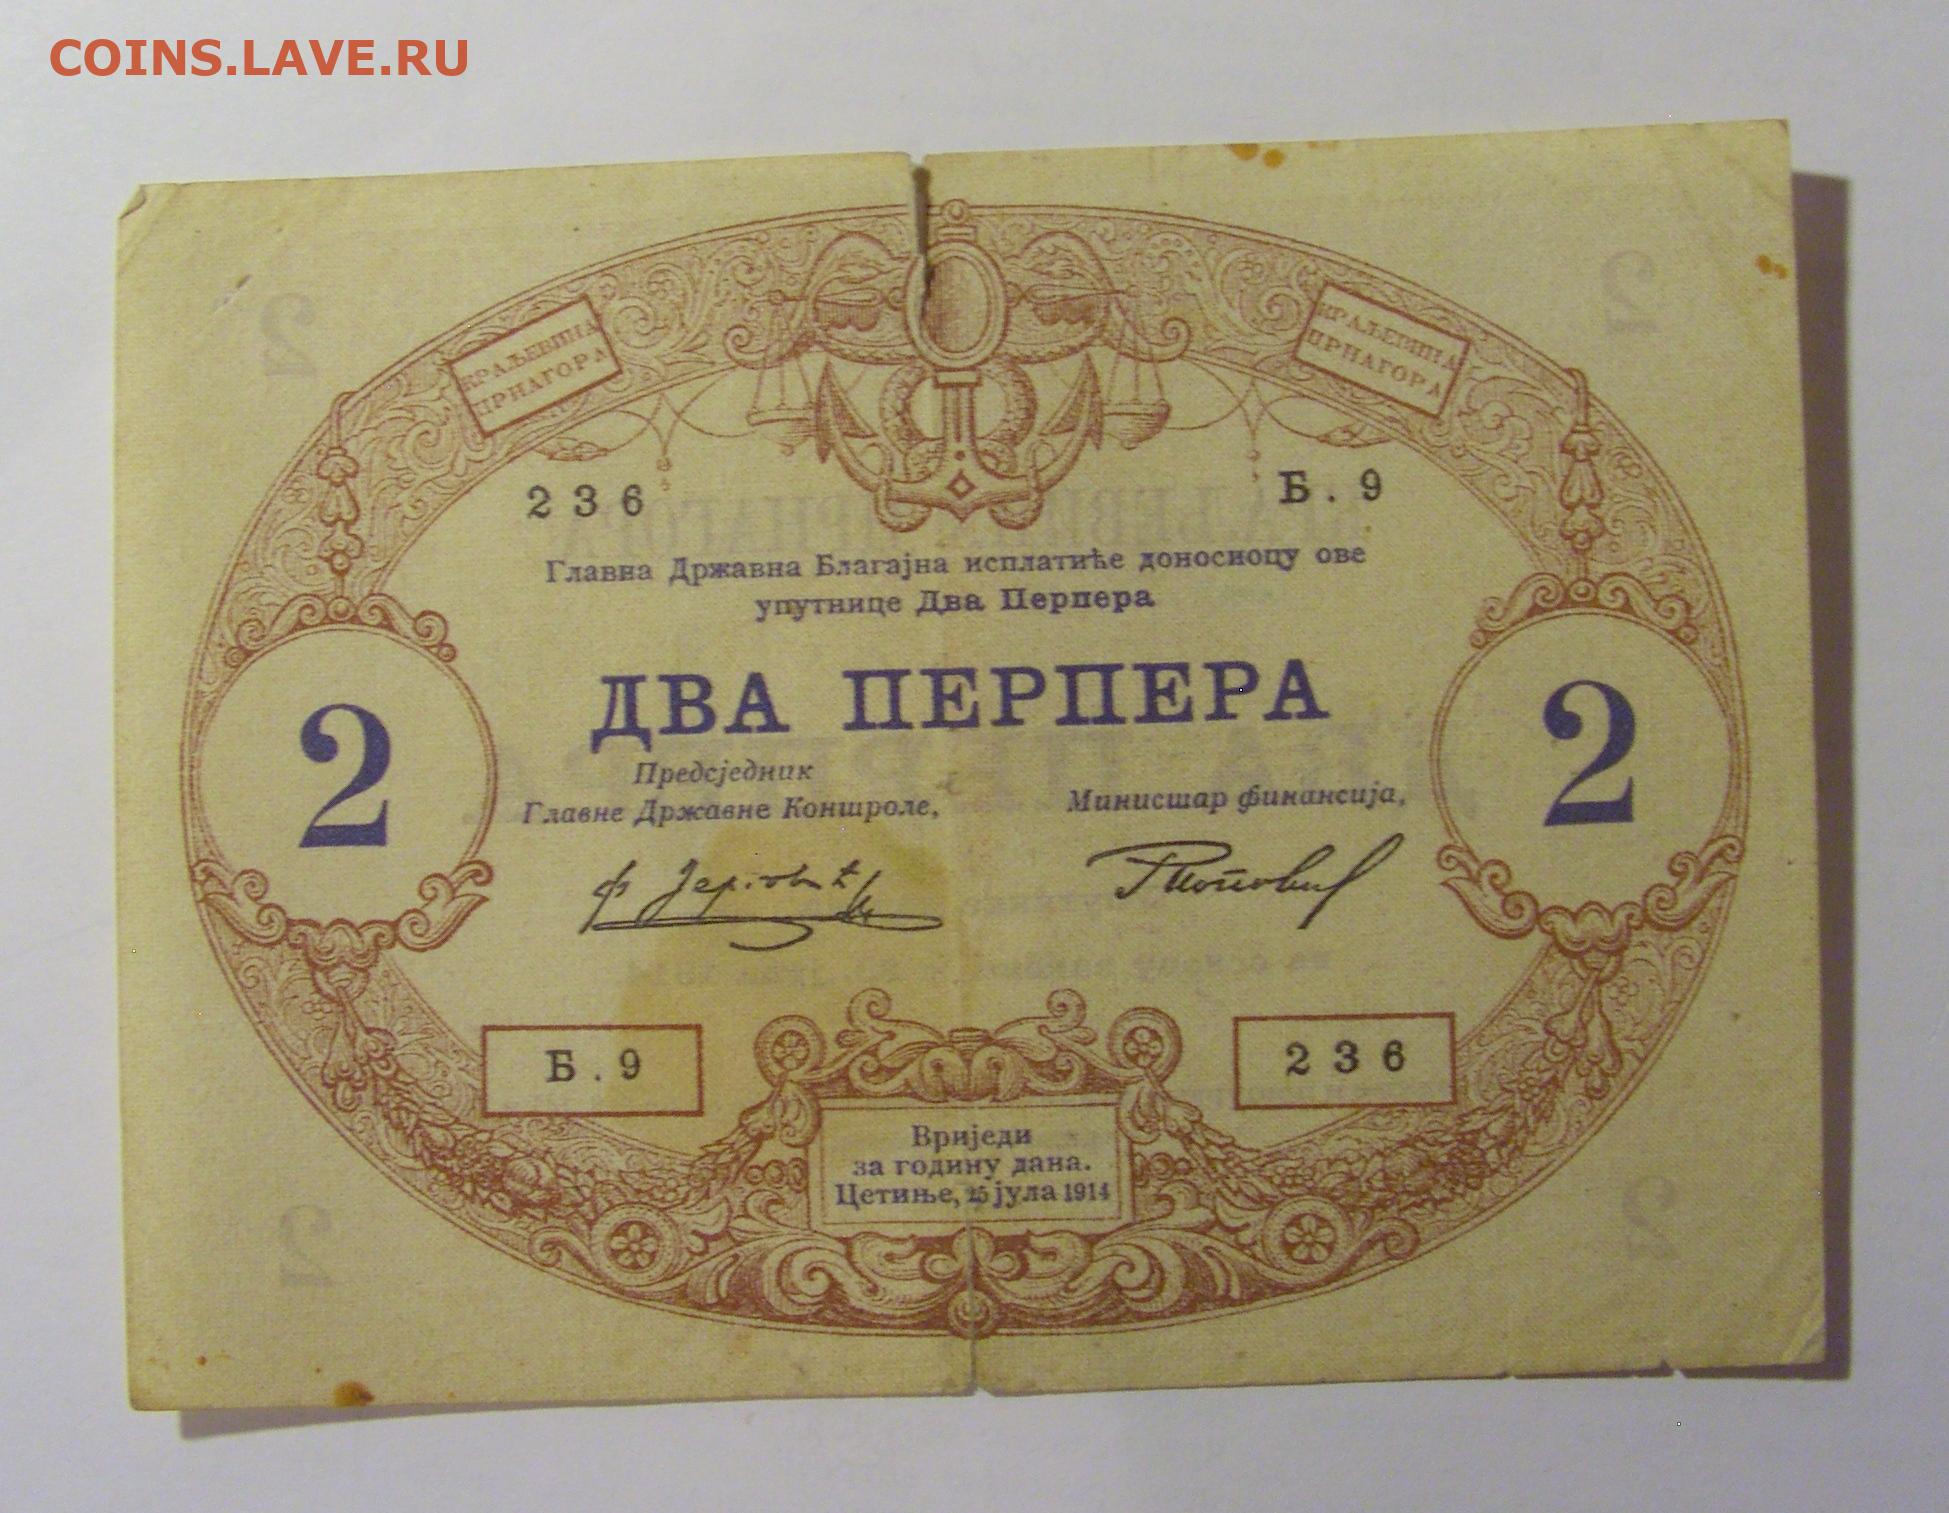 COINS.LAVE.RU
КРАЉЕВИНА
ЦРНАГОРА
КРАЉЕВИНА
ЦРНАГОРА
236
Б.9
Главна Државна Благајна исплатиће доносиоцу ове
упутнице Два Перпера
ДВА ПЕРПЕРА
2
2
Предсједник
Главне Државне Контроле,
Министар финансија,
Б.9
236
Вриједи
за годину дана.
Цетиње, 25 јула 1914